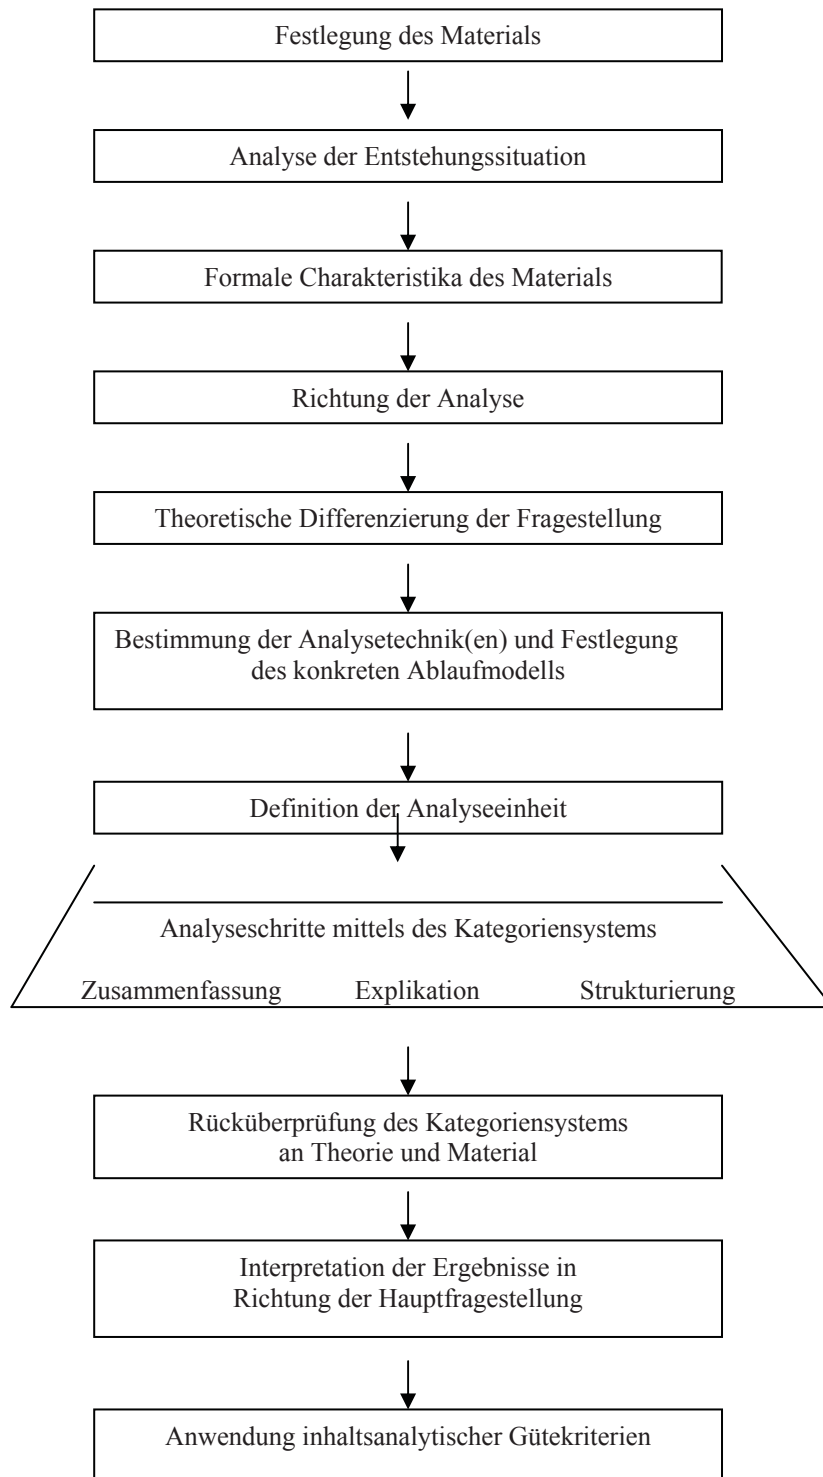 Festlegung des Materials
Analyse der Entstehungssituation
Formale Charakteristika des Materials
Richtung der Analyse
Theoretische Differenzierung der Fragestellung
Bestimmung der Analysetechnik(en) und Festlegung
des konkreten Ablaufmodells
Definition der Analyseeinheit
Analyseschritte mittels des Kategoriensystems
Zusammenfassung Explikation Strukturierung
Rücküberprüfung des Kategoriensystems
an Theorie und Material
Interpretation der Ergebnisse in
Richtung der Hauptfragestellung
Anwendung inhaltsanalytischer Gütekriterien